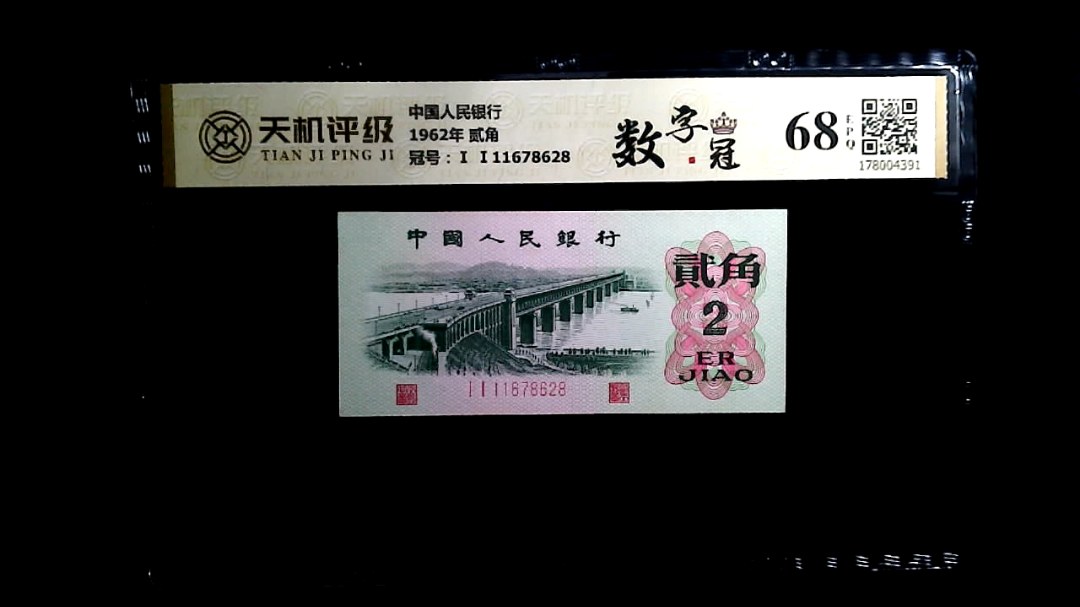 天机评级
TIAN JI PING JI
中国人民银行
1962年 贰角
冠号：Ⅰ Ⅰ 11678628
数字冠
68
EPQ
178004391
中國人民銀行
貳角
2
ER
JIAO
Ⅰ Ⅰ 11678628